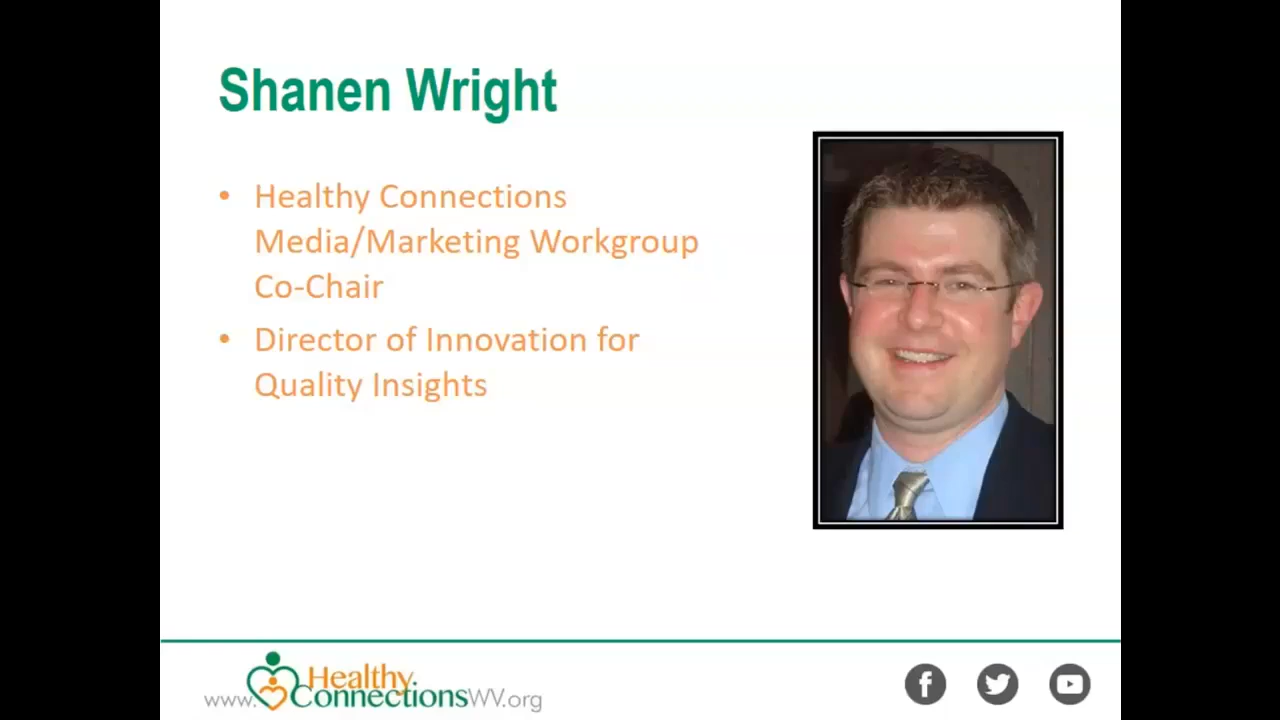 Shanen Wright
• Healthy Connections
Media/Marketing Workgroup
Co-Chair
• Director of Innovation for
Quality Insights
www.HealthyConnectionsWV.org